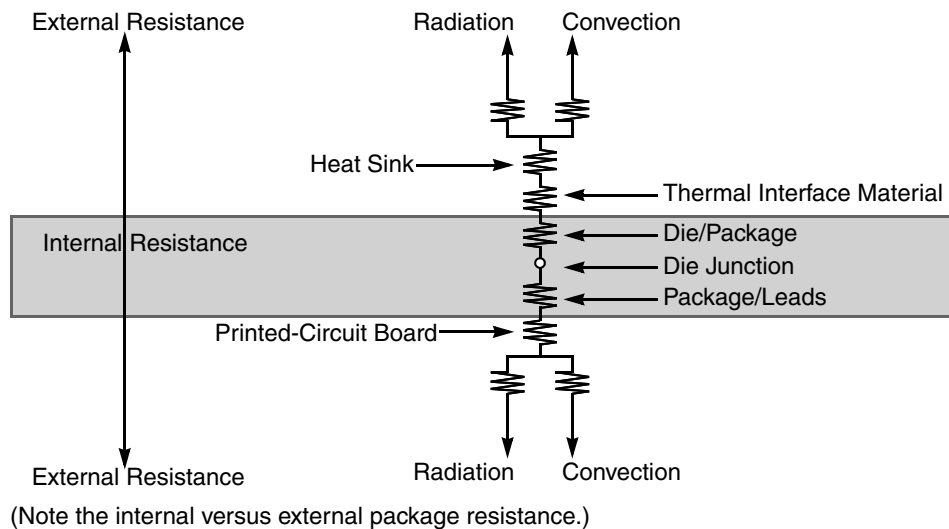 External Resistance
Radiation
Convection
Heat Sink
Thermal Interface Material
Internal Resistance
Die/Package
Die Junction
Package/Leads
Printed-Circuit Board
External Resistance
Radiation
Convection
(Note the internal versus external package resistance.)